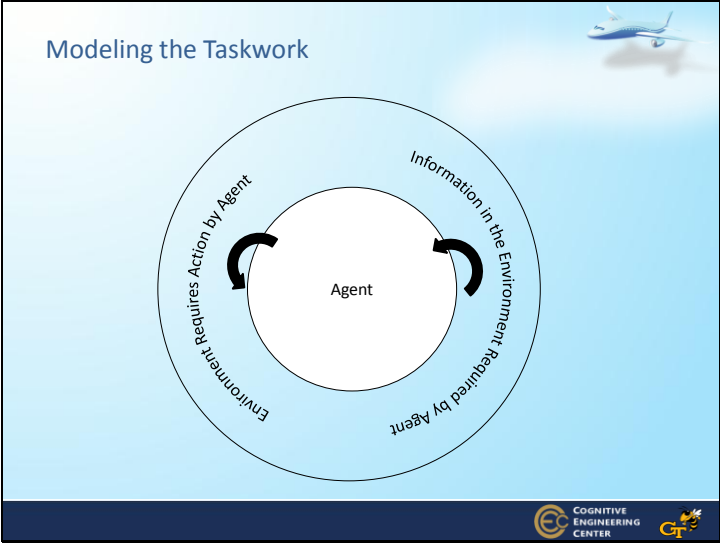 Modeling the Taskwork
Environment Requires Action by Agent
Information in the Environment Required by Agent
Agent
CEC
COGNITIVE
ENGINEERING
CENTER
GT